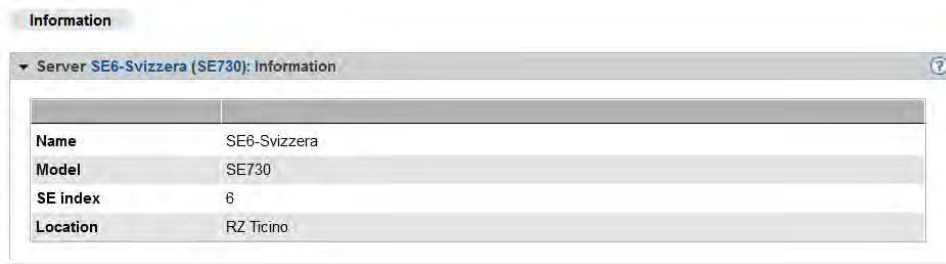 Information
Server SE6-Svizzera (SE730): Information
Name SE6-Svizzera
Model SE730
SE index 6
Location RZ Ticino